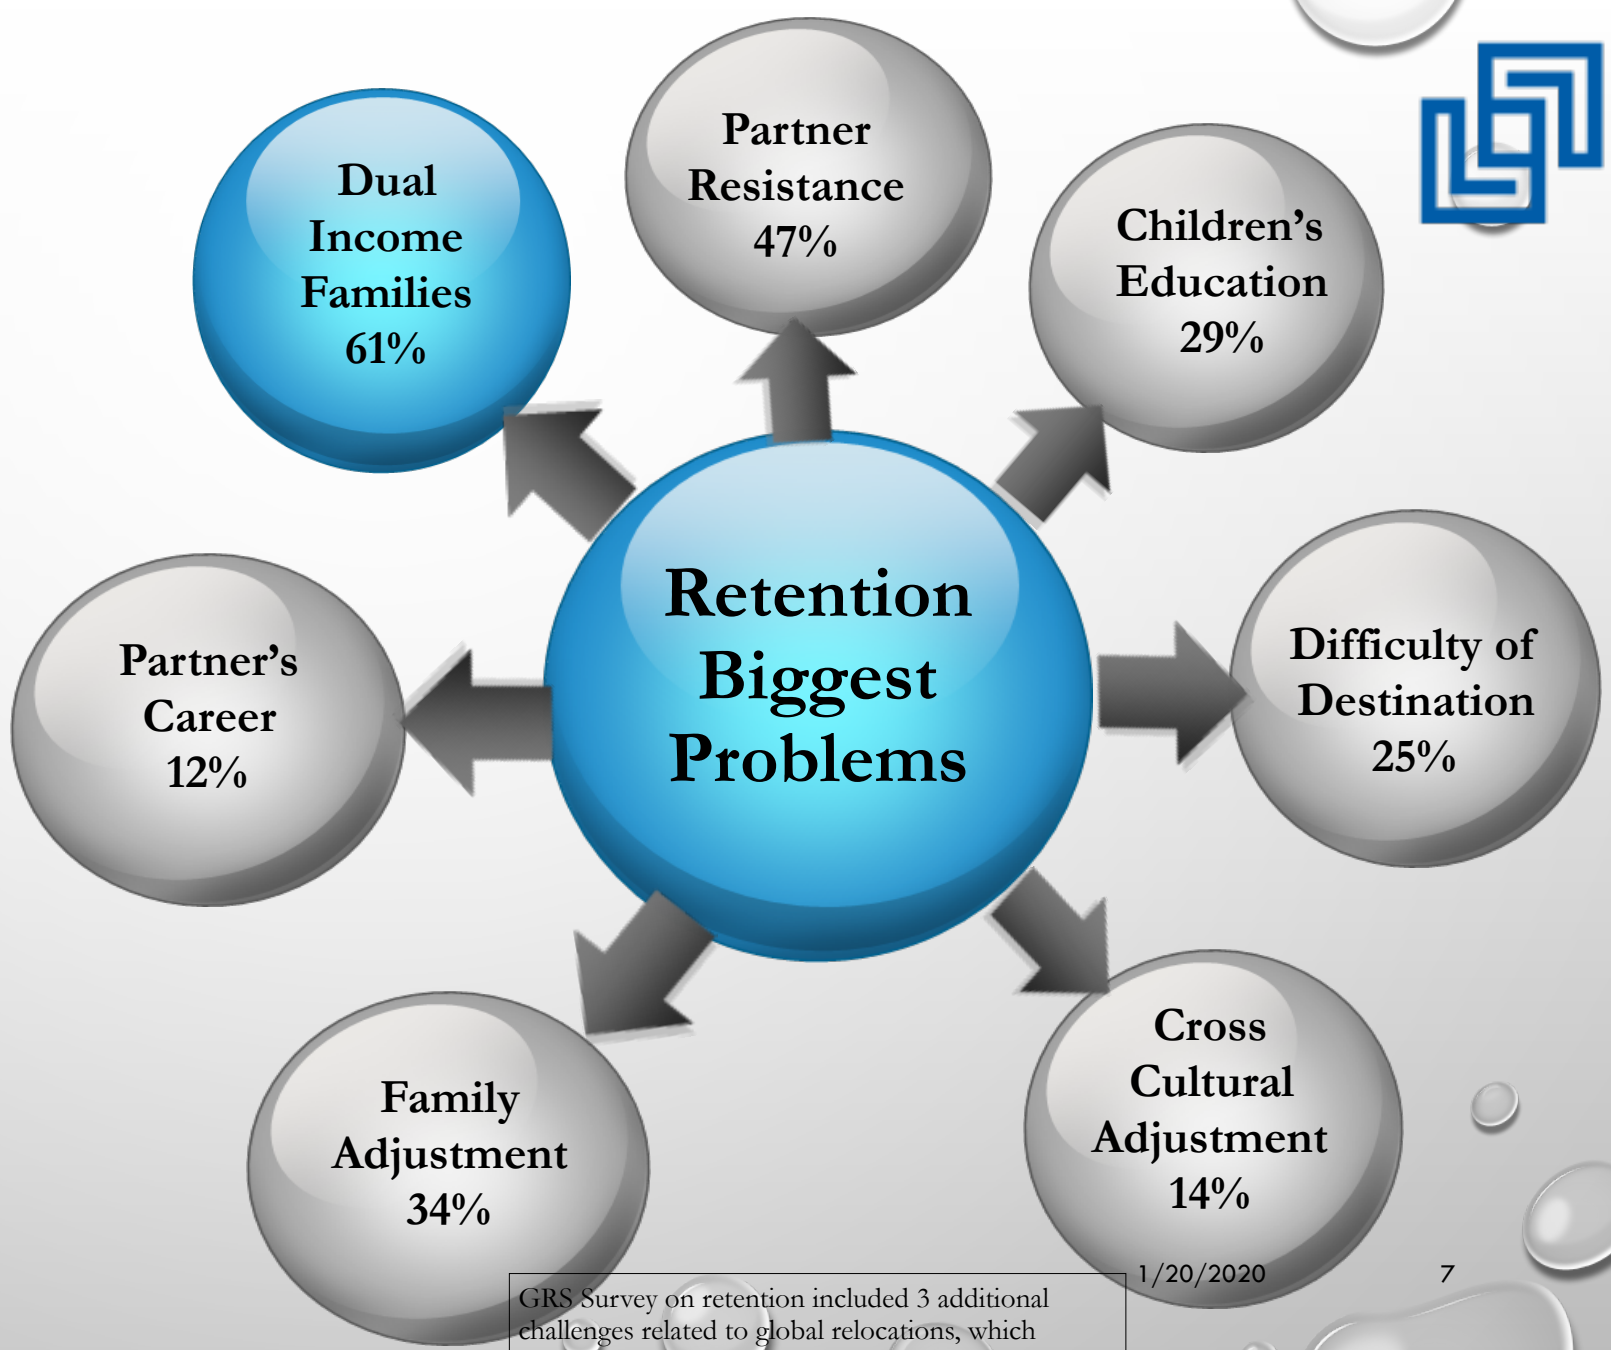 Dual
Income
Families
61%
Partner
Resistance
47%
Children’s
Education
29%
Retention
Biggest
Problems
Difficulty of
Destination
25%
Partner’s
Career
12%
Family
Adjustment
34%
Cross
Cultural
Adjustment
14%
GRS Survey on retention included 3 additional
challenges related to global relocations, which
1/20/2020
7